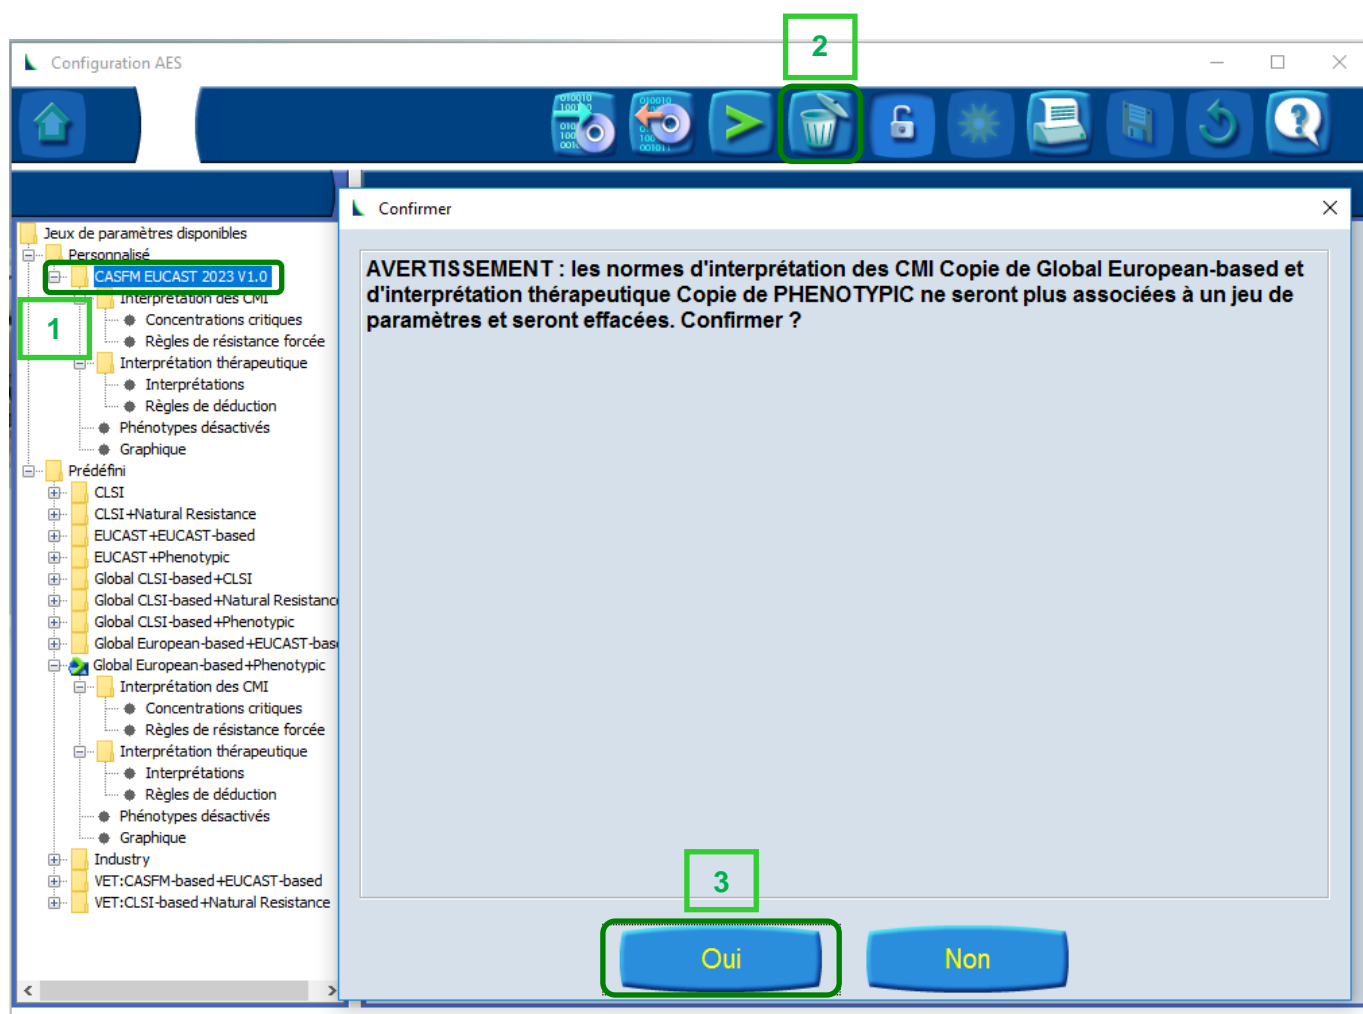 2
Configuration AES
Confirmer
Jeux de paramètres disponibles
Personnalisé
CASFM EUCAST 2023 V1.0
Interprétation des CMI
1
Concentrations critiques
Règles de résistance forcée
Interprétation thérapeutique
Interprétations
Règles de déduction
Phénotypes désactivés
Graphique
Prédéfini
CLSI
CLSI+Natural Resistance
EUCAST+EUCAST-based
EUCAST+Phenotypic
Global CLSI-based+CLSI
Global CLSI-based+Natural Resistanc
Global CLSI-based+Phenotypic
Global European-based+EUCAST-bas
Global European-based+Phenotypic
Interprétation des CMI
Concentrations critiques
Règles de résistance forcée
Interprétation thérapeutique
Interprétations
Règles de déduction
Phénotypes désactivés
Graphique
Industry
VET:CASFM-based+EUCAST-based
VET:CLSI-based+Natural Resistance
AVERTISSEMENT : les normes d'interprétation des CMI Copie de Global European-based et
d'interprétation thérapeutique Copie de PHENOTYPIC ne seront plus associées à un jeu de
paramètres et seront effacées. Confirmer ?
3
Oui
Non